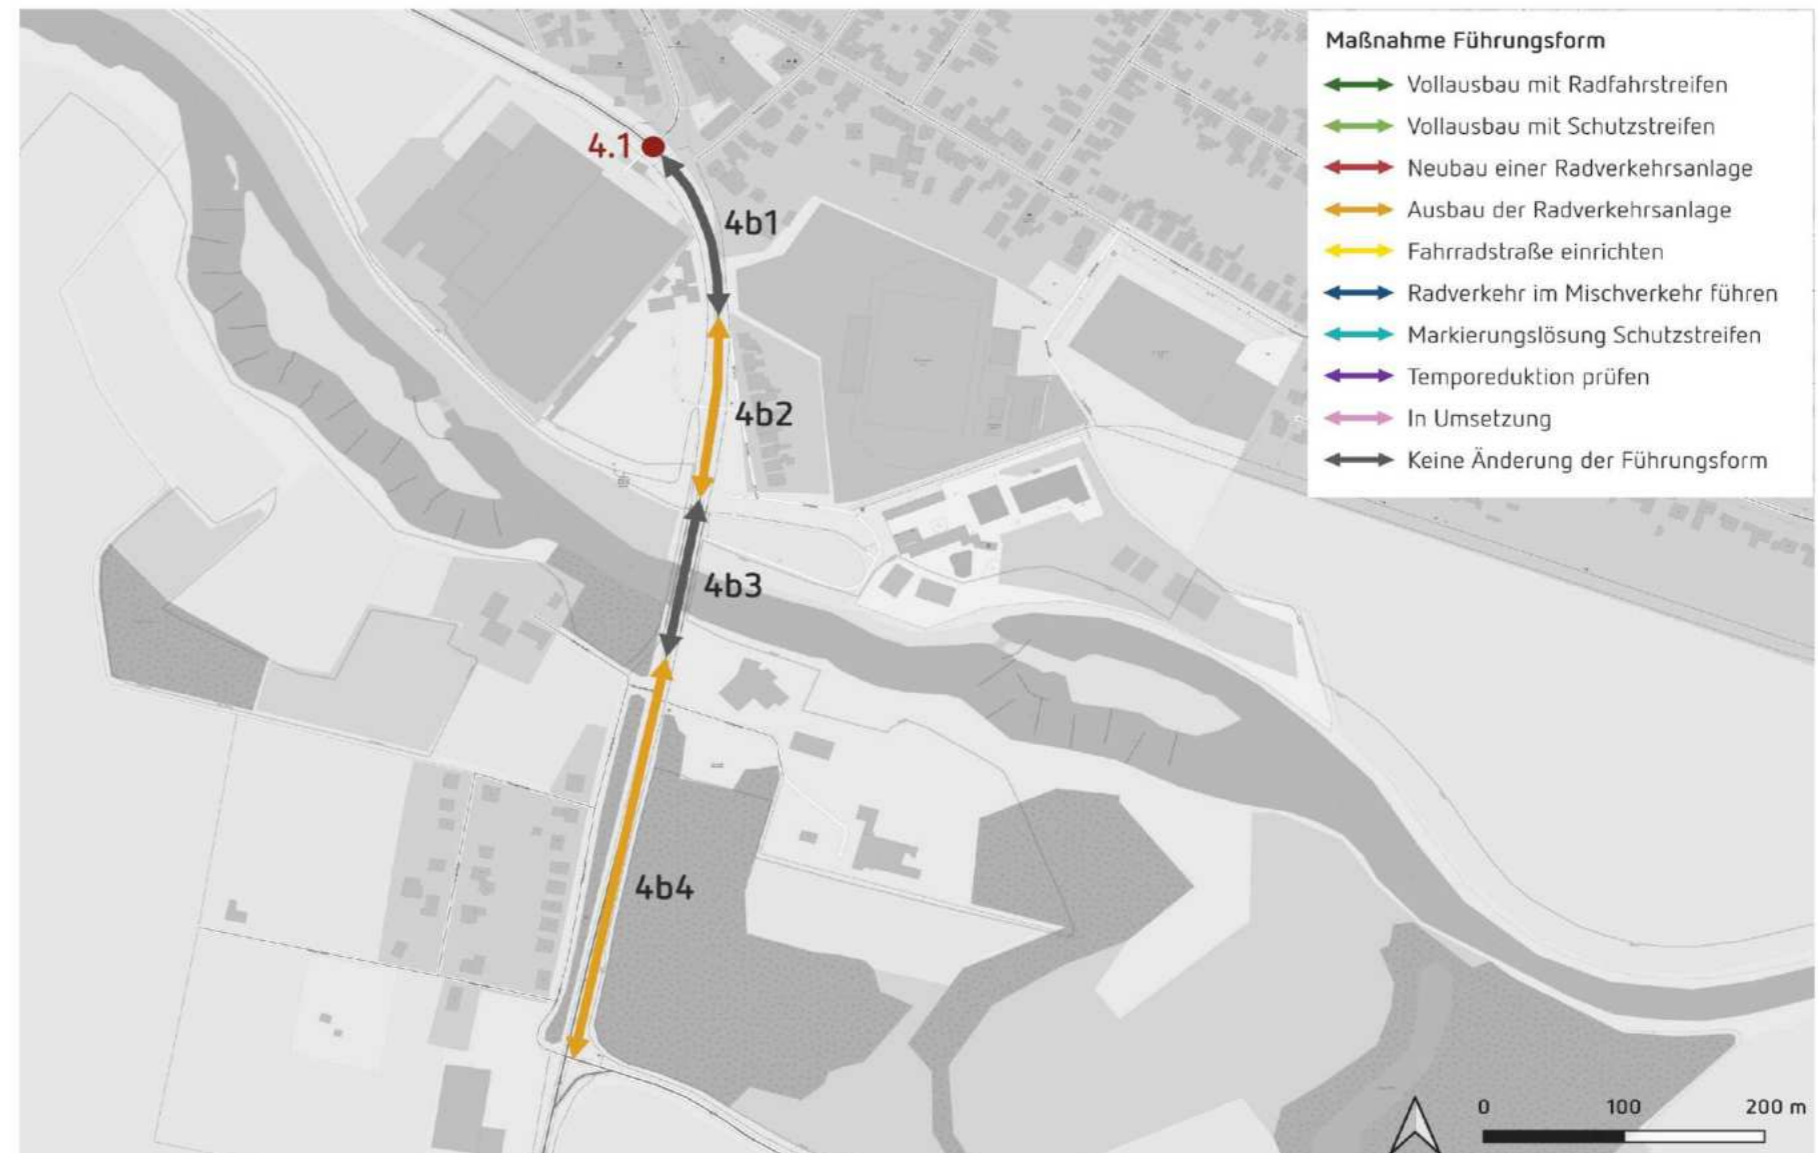 Maßnahme Führungsform
Vollausbau mit Radfahrstreifen
Vollausbau mit Schutzstreifen
Neubau einer Radverkehrsanlage
Ausbau der Radverkehrsanlage
Fahrradstraße einrichten
Radverkehr im Mischverkehr führen
Markierungslösung Schutzstreifen
Temporeduktion prüfen
In Umsetzung
Keine Änderung der Führungsform
4.1
4b1
4b2
4b3
4b4
0 100 200 m